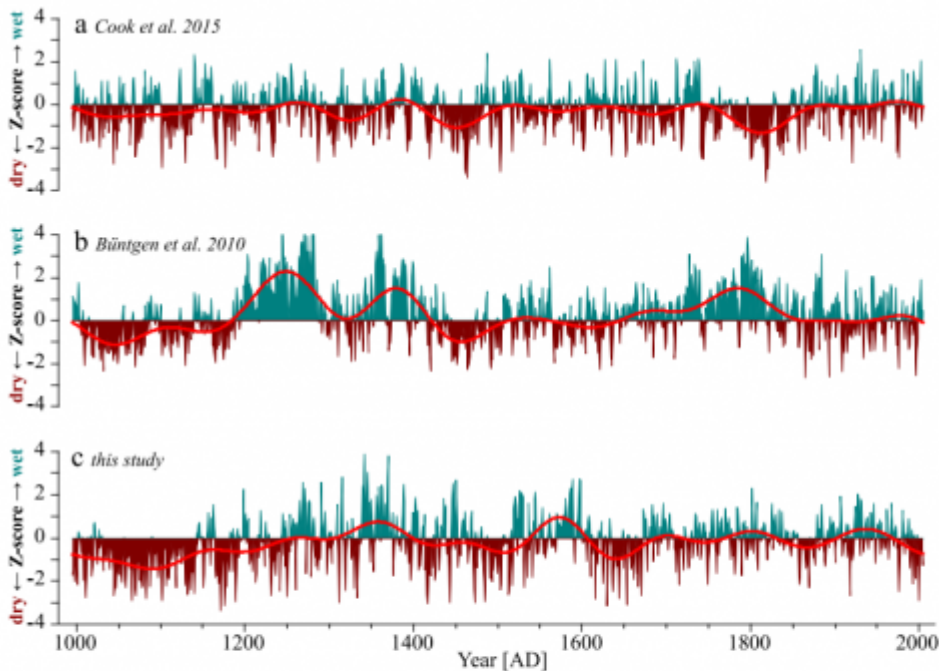 a Cook et al. 2015
4
2
0
-2
-4
dry ← Z-score → wet
b Büntgen et al. 2010
4
2
0
-2
-4
dry ← Z-score → wet
c this study
4
2
0
-2
-4
dry ← Z-score → wet
1000 1200 1400 1600 1800 2000
Year [AD]